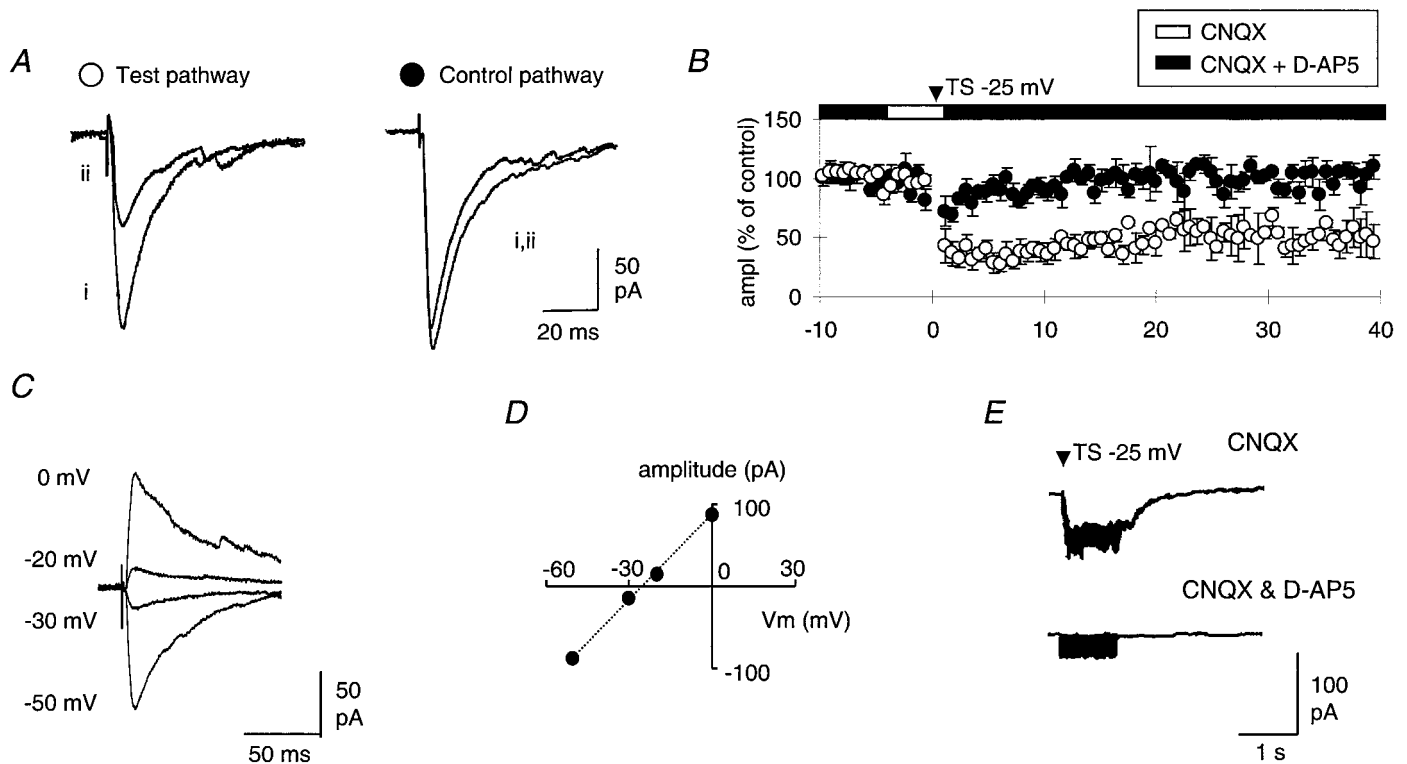 A
Test pathway
Control pathway
ii
i
i,ii
50
pA
20 ms
B
CNQX
CNQX + D-AP5
TS -25 mV
ampl (% of control)
150
100
50
0
-10
0
10
20
30
40
C
0 mV
-20 mV
-30 mV
-50 mV
50
pA
50 ms
D
amplitude (pA)
100
-60
-30
0
30
Vm (mV)
-100
E
TS -25 mV
CNQX
CNQX & D-AP5
100
pA
1 s